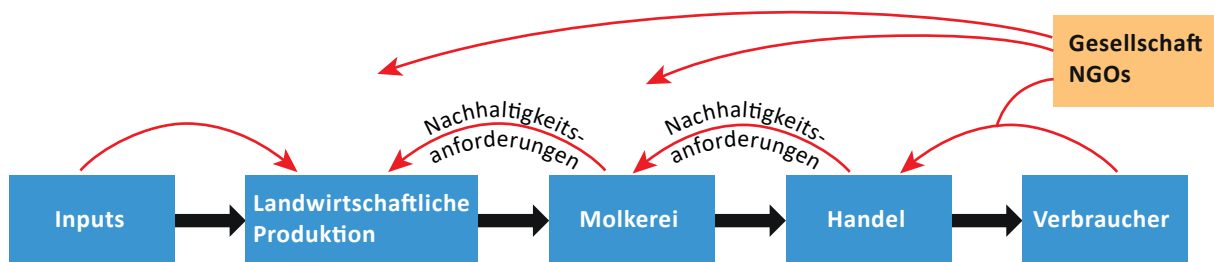 Gesellschaft
NGOs
Nachhaltigkeits-
anforderungen
Nachhaltigkeits-
anforderungen
Inputs
Landwirtschaftliche
Produktion
Molkerei
Handel
Verbraucher